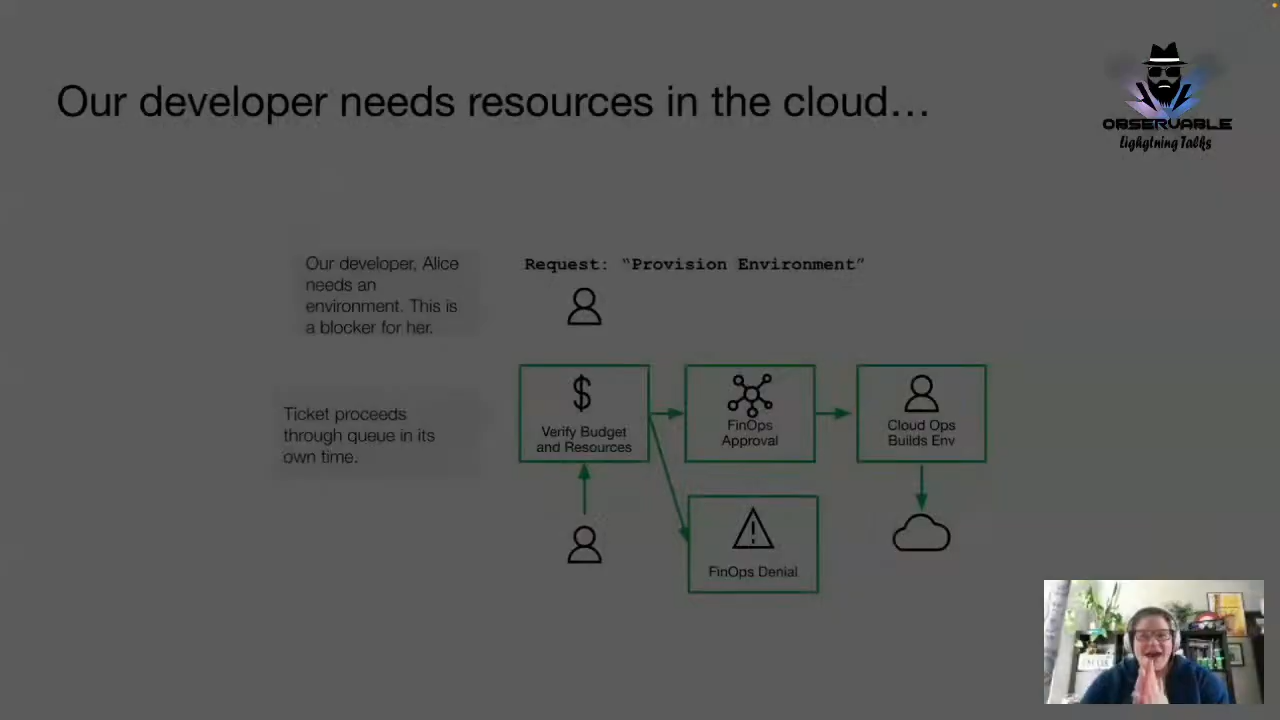 Our developer needs resources in the cloud…
OBSERVABLE
Lighytning Talks
Our developer, Alice
needs an
environment. This is
a blocker for her.
Request: “Provision Environment”
Ticket proceeds
through queue in its
own time.
$
Verify Budget
and Resources
FinOps
Approval
Cloud Ops
Builds Env
FinOps Denial